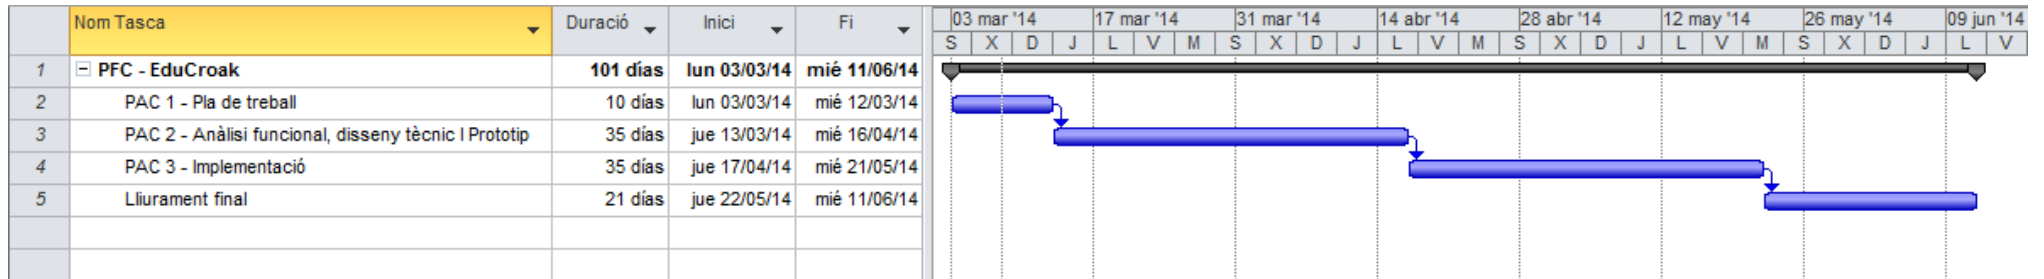 Nom Tasca Duració Inici Fi 03 mar '14 17 mar '14 31 mar '14 14 abr '14 28 abr '14 12 may '14 26 may '14 09 jun '14
S X D J L V M S X D J L V M S X D J L V M S X D J L V
1 PFC - EduCroak 101 días lun 03/03/14 mié 11/06/14
2 PAC 1 - Pla de treball 10 días lun 03/03/14 mié 12/03/14
3 PAC 2 - Anàlisi funcional, disseny tècnic I Prototip 35 días jue 13/03/14 mié 16/04/14
4 PAC 3 - Implementació 35 días jue 17/04/14 mié 21/05/14
5 Lliurament final 21 días jue 22/05/14 mié 11/06/14